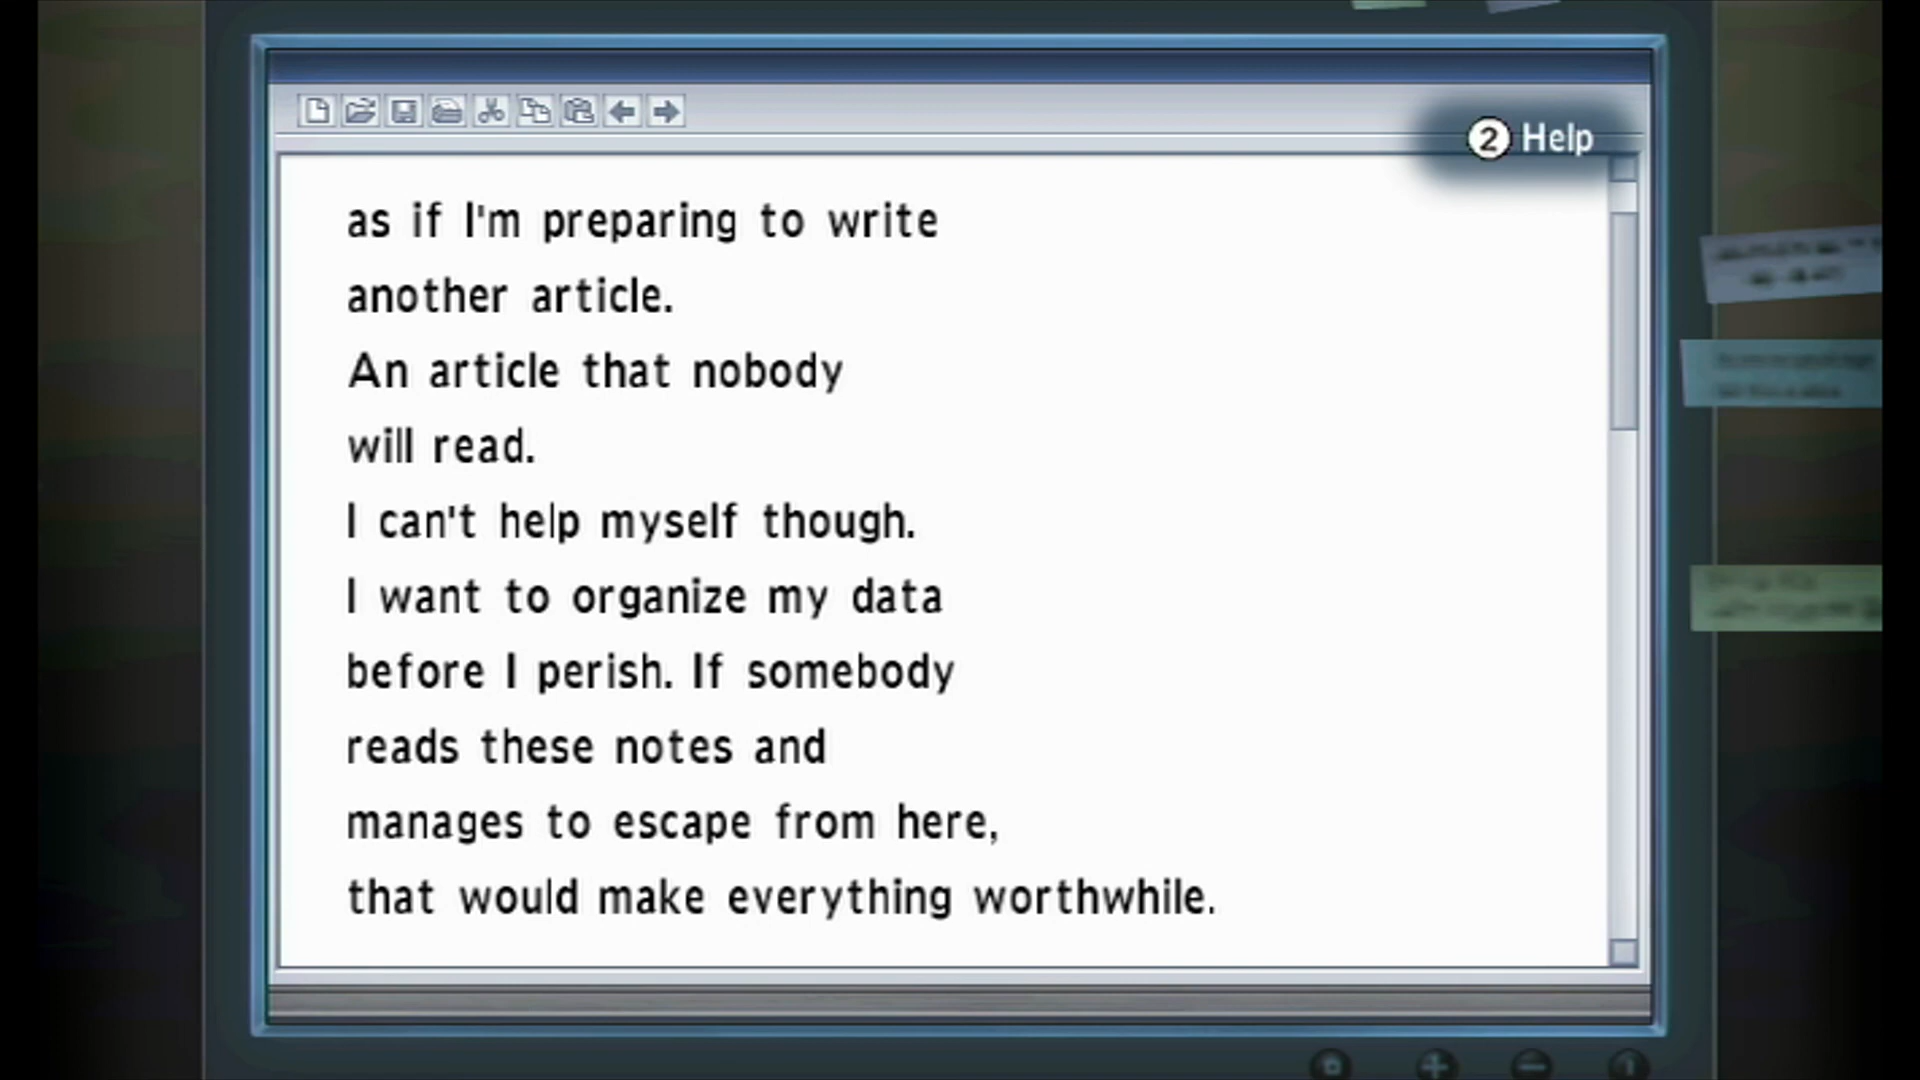 2 Help
as if I'm preparing to write
another article.
An article that nobody
will read.
I can't help myself though.
I want to organize my data
before I perish. If somebody
reads these notes and
manages to escape from here,
that would make everything worthwhile.